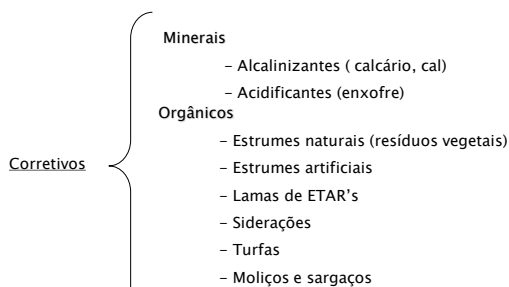 Minerais
- Alcalinizantes ( calcário, cal)
- Acidificantes (enxofre)
Orgânicos
- Estrumes naturais (resíduos vegetais)
Corretivos
- Estrumes artificiais
- Lamas de ETAR's
- Siderações
- Turfas
- Moliços e sargaços